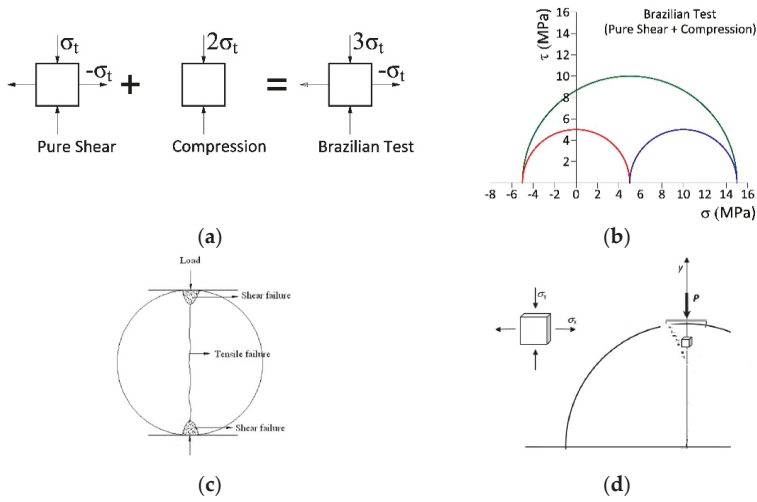 σt
-σt
2σt
3σt
-σt
Pure Shear
Compression
Brazilian Test
(a)
Brazilian Test
(Pure Shear + Compression)
τ (MPa)
16
14
12
10
8
6
4
2
-8 -6 -4 -2 0 2 4 6 8 10 12 14 16
σ (MPa)
(b)
Load
Shear failure
Tensile failure
Shear failure
(c)
y
P
σx
(d)